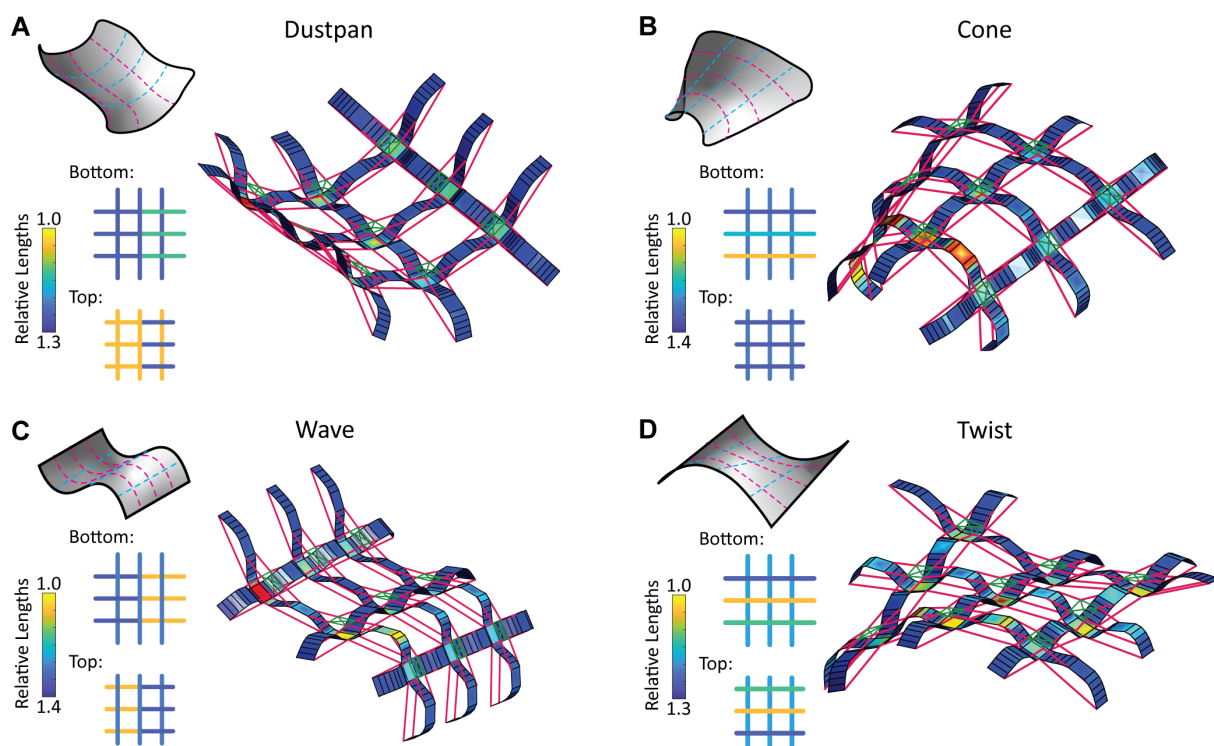 A
Dustpan
Bottom:
1.0
Relative Lengths
Top:
1.3
B
Cone
Bottom:
1.0
Relative Lengths
Top:
1.4
C
Wave
Bottom:
1.0
Relative Lengths
Top:
1.4
D
Twist
Bottom:
1.0
Relative Lengths
Top:
1.3